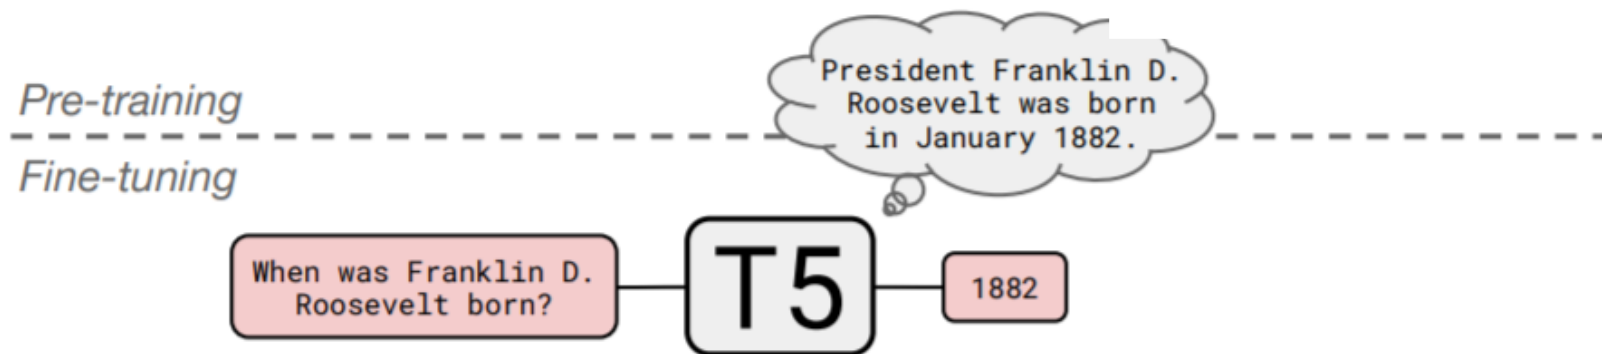 President Franklin D.
Roosevelt was born
in January 1882.
Pre-training
Fine-tuning
When was Franklin D.
Roosevelt born?
T5
1882